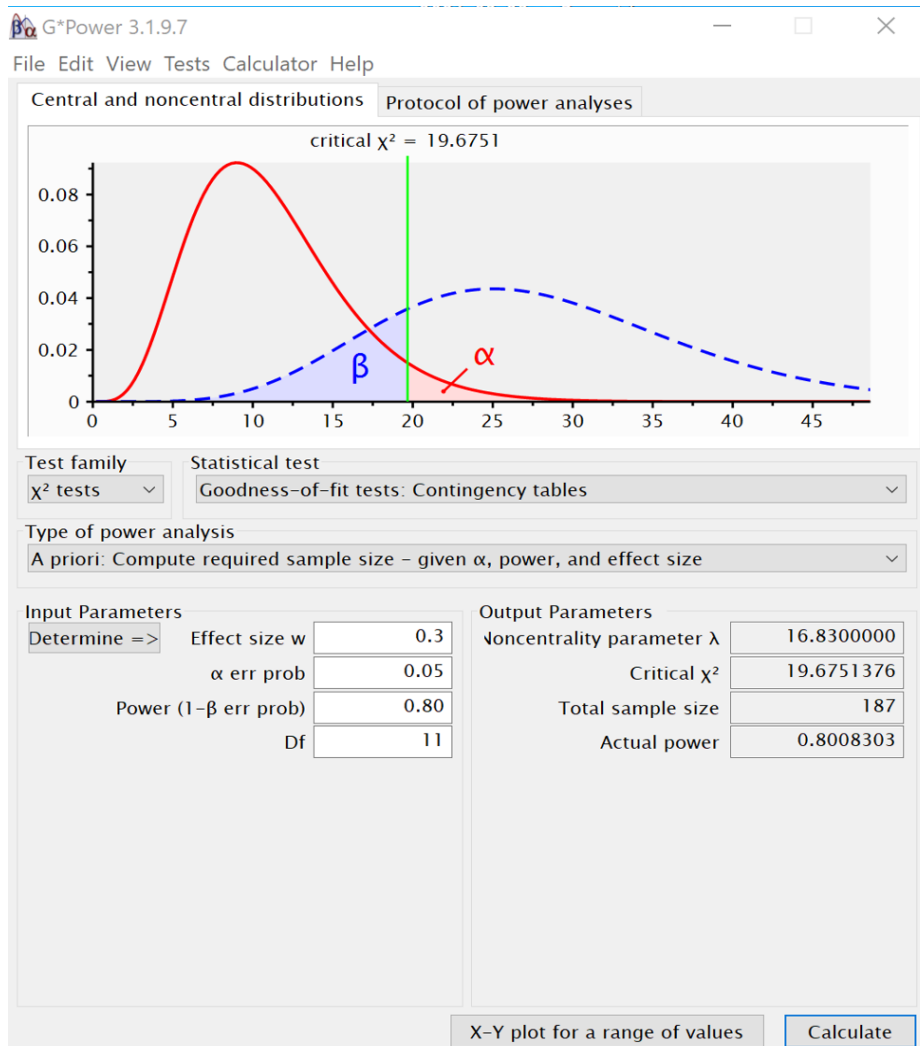 G*Power 3.1.9.7
File Edit View Tests Calculator Help
Central and noncentral distributions Protocol of power analyses
critical χ² = 19.6751
0.08
0.06
0.04
0.02
0
β
α
0 5 10 15 20 25 30 35 40 45
Test family Statistical test
χ² tests Goodness-of-fit tests: Contingency tables
Type of power analysis
A priori: Compute required sample size - given α, power, and effect size
Input Parameters Output Parameters
Determine => Effect size w 0.3 Noncentrality parameter λ 16.8300000
α err prob 0.05 Critical χ² 19.6751376
Power (1-β err prob) 0.80 Total sample size 187
Df 11 Actual power 0.8008303
X-Y plot for a range of values Calculate